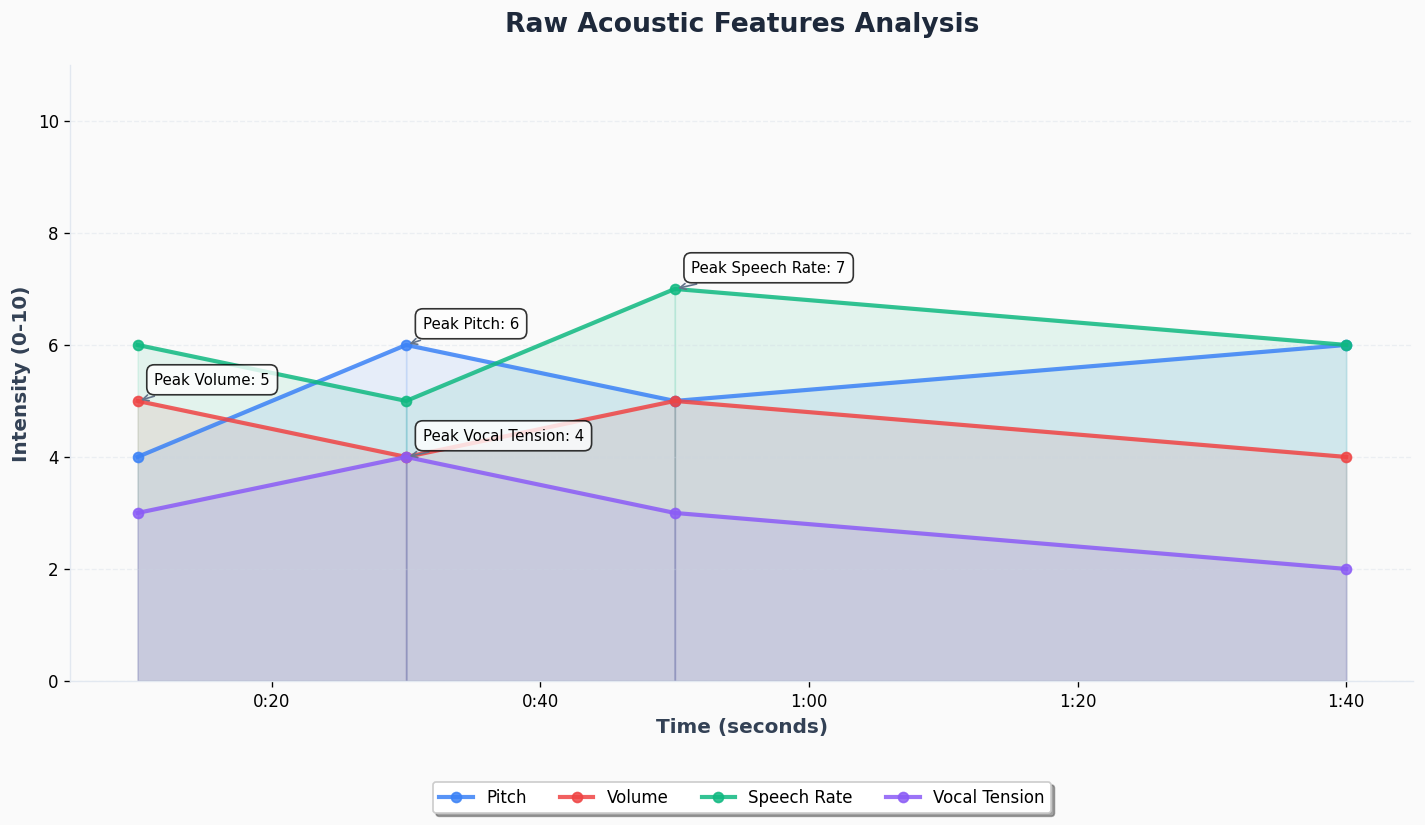 Raw Acoustic Features Analysis
Intensity (0-10)
10
8
6
4
2
0
Peak Speech Rate: 7
Peak Pitch: 6
Peak Volume: 5
Peak Vocal Tension: 4
0:20 0:40 1:00 1:20 1:40
Time (seconds)
Pitch Volume Speech Rate Vocal Tension